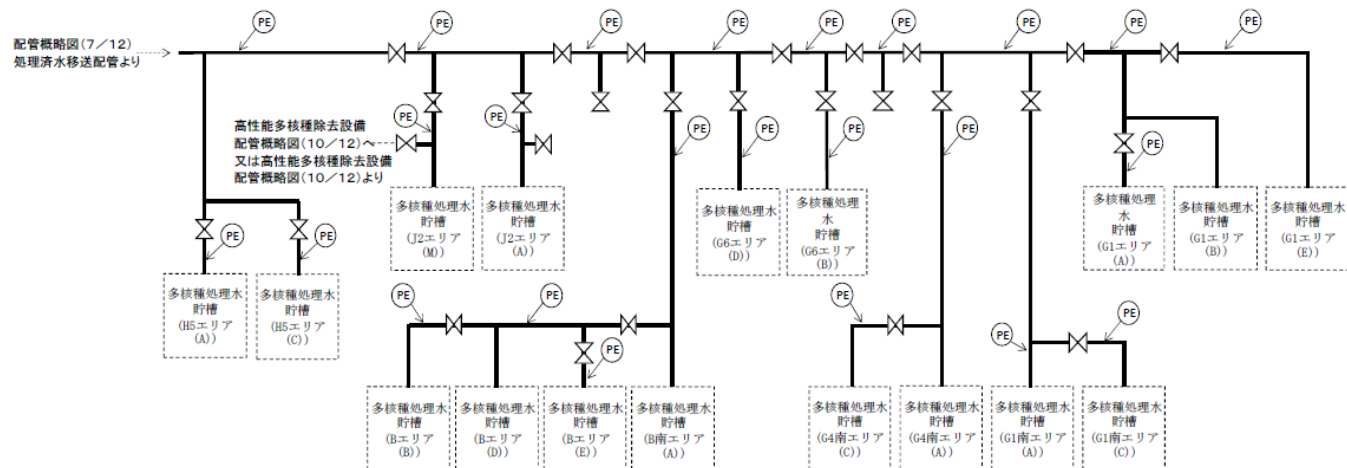 PE
PE
PE
PE
PE
PE
PE
PE
PE
PE
配管概略図(7/12)
処理済水移送配管より
高性能多核種除去設備
配管概略図(10/12)へ
又は高性能多核種除去設備
配管概略図(10/12)より
PE
PE
PE
PE
PE
PE
PE
多核種処理水
貯槽
(J2エリア
(M))
多核種処理水
貯槽
(J2エリア
(A))
多核種処理水
貯槽
(G6エリア
(D))
多核種処理
水
貯槽
(G6エリア
(B))
多核種処理
水
貯槽
(G1エリア
(A))
多核種処理水
貯槽
(G1エリア
(B))
多核種処理水
貯槽
(G1エリア
(E))
PE
PE
多核種処理水
貯槽
(H5エリア
(A))
多核種処理水
貯槽
(H5エリア
(C))
PE
PE
PE
PE
PE
PE
多核種処理水
貯槽
(Bエリア
(B))
多核種処理水
貯槽
(Bエリア
(D))
多核種処理水
貯槽
(Bエリア
(E))
多核種処理水
貯槽
(B南エリア
(A))
多核種処理水
貯槽
(G4南エリア
(C))
多核種処理水
貯槽
(G4南エリア
(A))
多核種処理水
貯槽
(G1南エリア
(A))
多核種処理水
貯槽
(G1南エリア
(C))